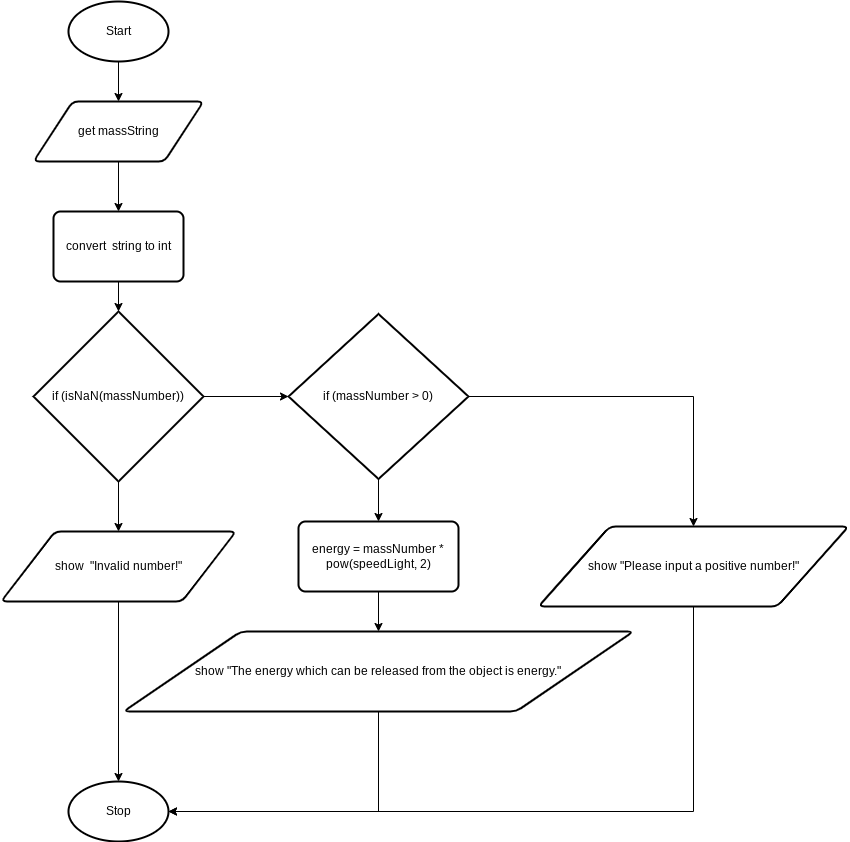 Start
get massString
convert  string to int
if (isNaN(massNumber))
if (massNumber > 0)
show  "Invalid number!"
energy = massNumber *
pow(speedLight, 2)
show "Please input a positive number!"
show "The energy which can be released from the object is energy."
Stop